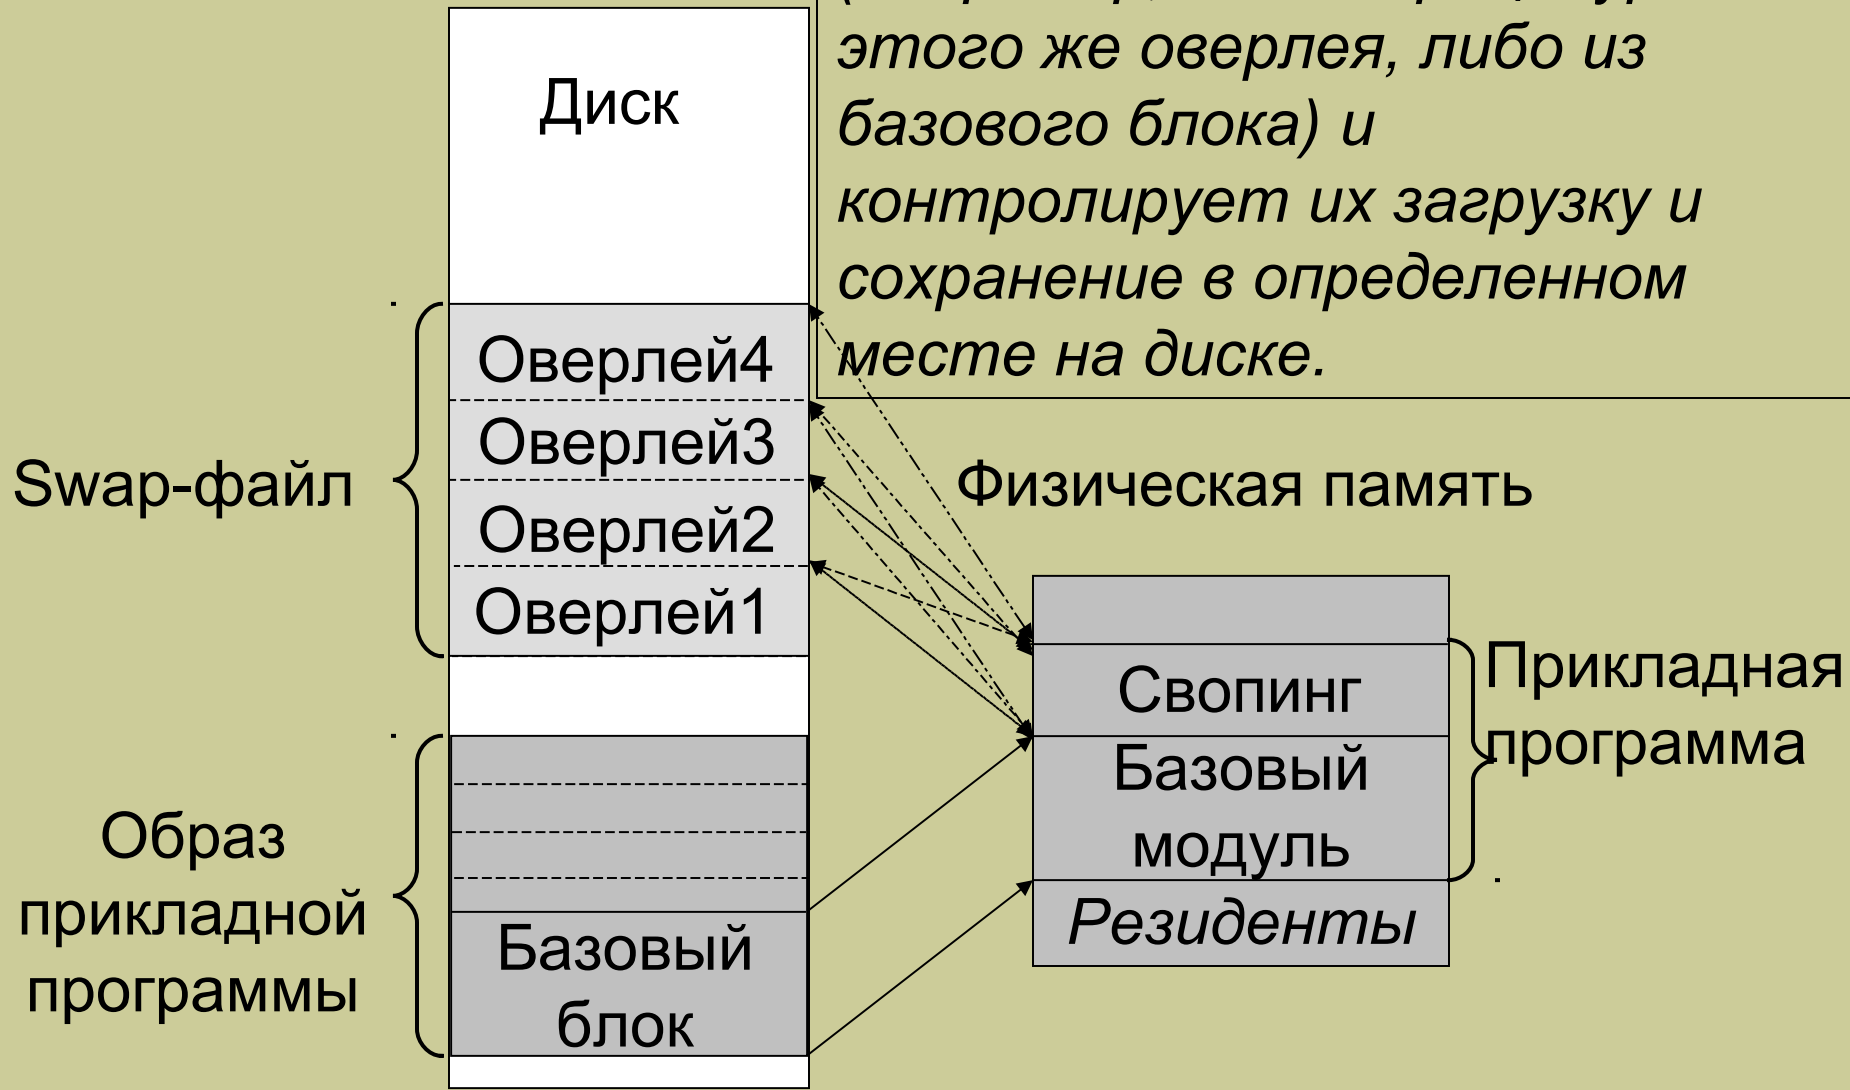 этого же оверлея, либо из
базового блока) и
контролирует их загрузку и
сохранение в определенном
месте на диске.
Диск
Оверлей4
Оверлей3
Оверлей2
Оверлей1
Swap-файл
Физическая память
Свопинг
Базовый
модуль
Резиденты
Прикладная
программа
Образ
прикладной
программы
Базовый
блок